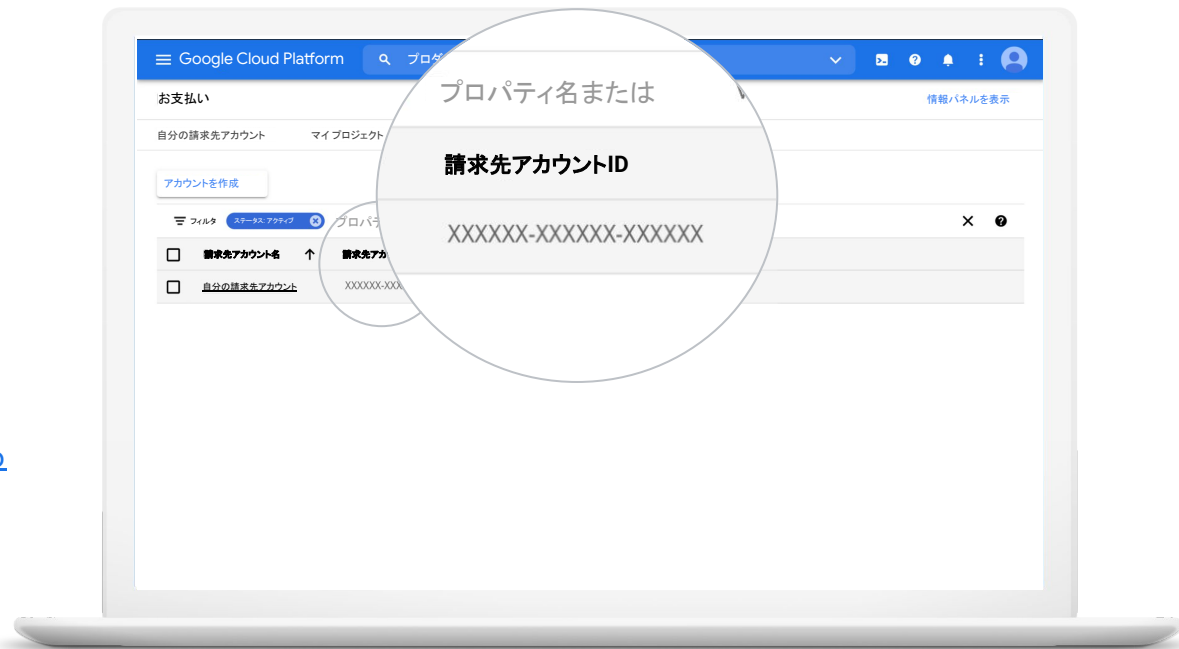 Google Cloud Platform
プロダ
お支払い
情報パネルを表示
自分の請求先アカウント
マイ プロジェクト
アカウントを作成
フィルタ
ステータス: アクティブ
プロパテ
請求先アカウント名
請求先アカ
自分の請求先アカウント
XXXXXX-XXX
プロパティ名または
請求先アカウントID
XXXXXX-XXXXXX-XXXXXX